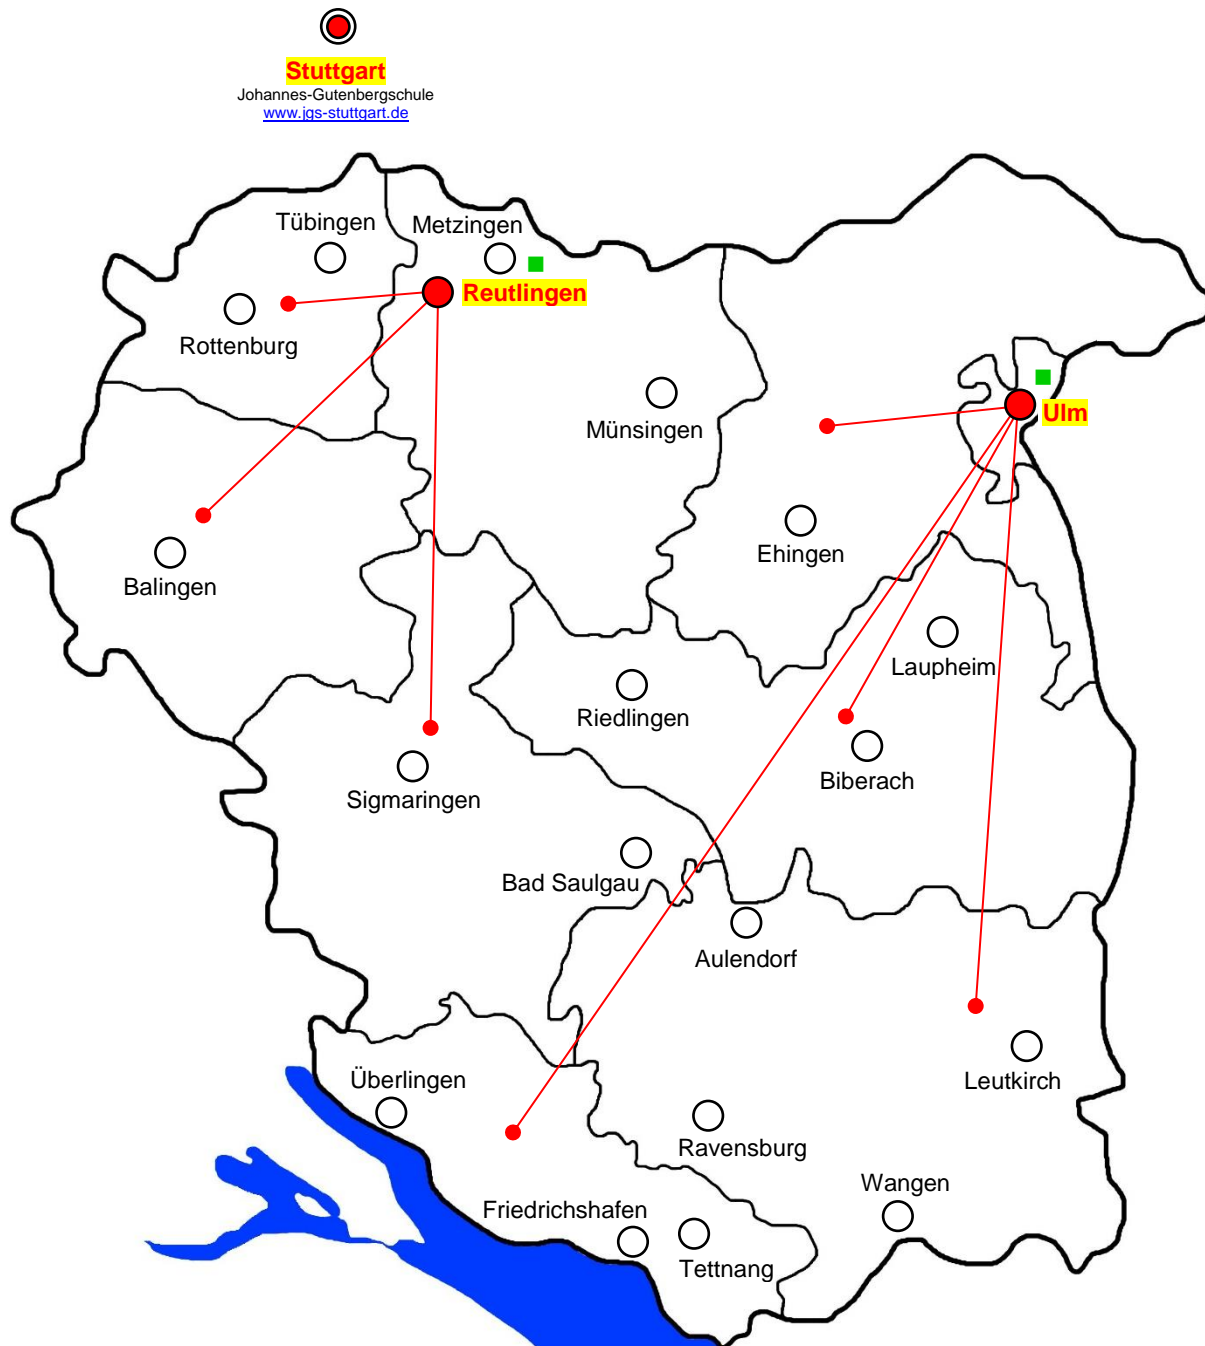 Stuttgart
Johannes-Gutenbergschule
www.jgs-stuttgart.de
Tübingen
Metzingen
Reutlingen
Rottenburg
Münsingen
Ulm
Ehingen
Balingen
Laupheim
Riedlingen
Biberach
Sigmaringen
Bad Saulgau
Aulendorf
Überlingen
Leutkirch
Ravensburg
Wangen
Friedrichshafen
Tettnang